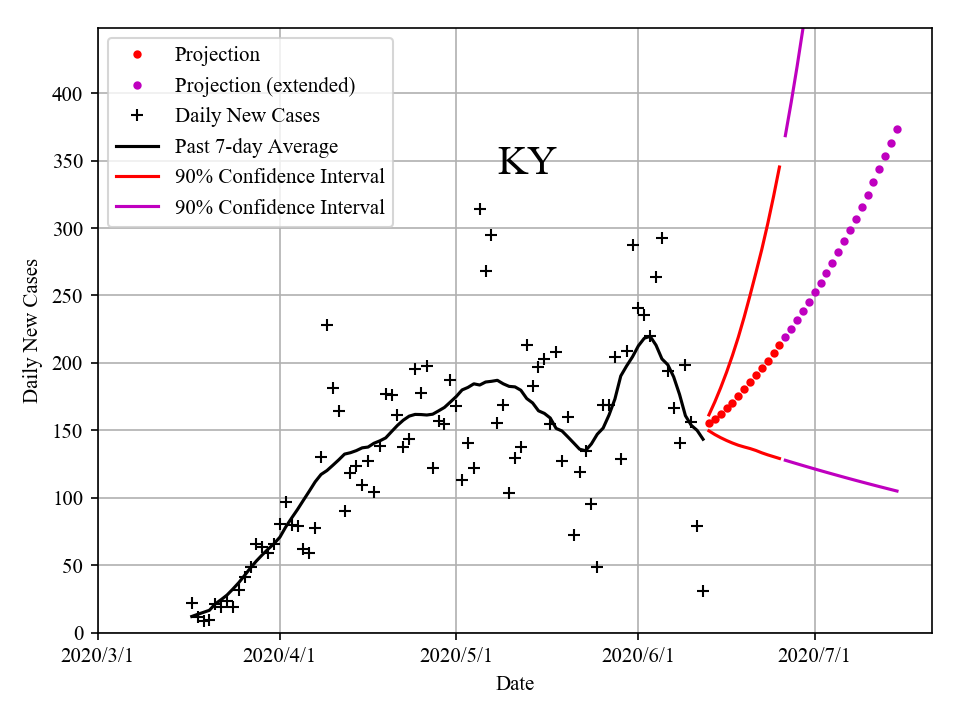 Projection
Projection (extended)
Daily New Cases
Past 7-day Average
90% Confidence Interval
90% Confidence Interval
KY
400
350
300
250
200
150
100
50
0
Daily New Cases
2020/3/1 2020/4/1 2020/5/1 2020/6/1 2020/7/1
Date